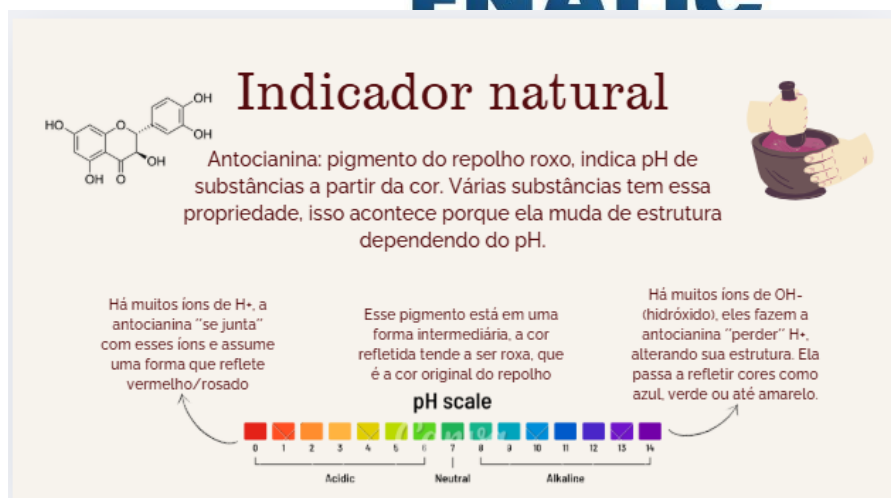 Indicador natural
HO
O
OH
OH
OH
OH
O
Antocianina: pigmento do repolho roxo, indica pH de
substâncias a partir da cor. Várias substâncias tem essa
propriedade, isso acontece porque ela muda de estrutura
dependendo do pH.
Há muitos íons de H+, a
antocianina "se junta"
com esses íons e assume
uma forma que reflete
vermelho/rosado
Esse pigmento está em uma
forma intermediária, a cor
refletida tende a ser roxa, que
é a cor original do repolho
Há muitos íons de OH-
(hidróxido), eles fazem a
antocianina "perder" H+,
alterando sua estrutura. Ela
passa a refletir cores como
azul, verde ou até amarelo.
pH scale
Canva
0 1 2 3 4 5 6 7 8 9 10 11 12 13 14
Acidic Neutral Alkaline